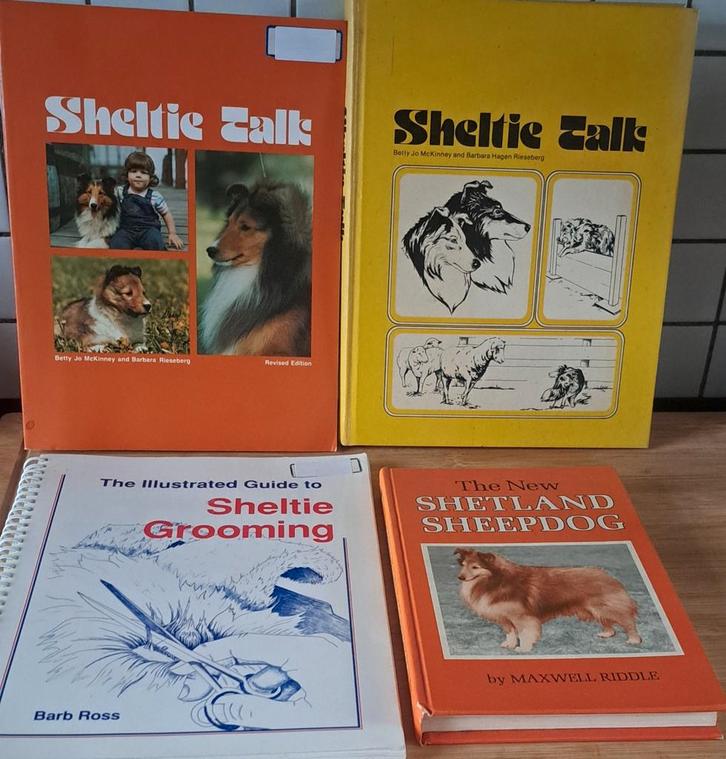 Sheltie Talk
Betty Jo McKinney and Barbara Rieseberg
Revised Edition
Sheltie Talk
Betty Jo McKinney and Barbara Hagen Rieseberg
The Illustrated Guide to
Sheltie
Grooming
Barb Ross
The New
SHETLAND
SHEEPDOG
by MAXWELL RIDDLE